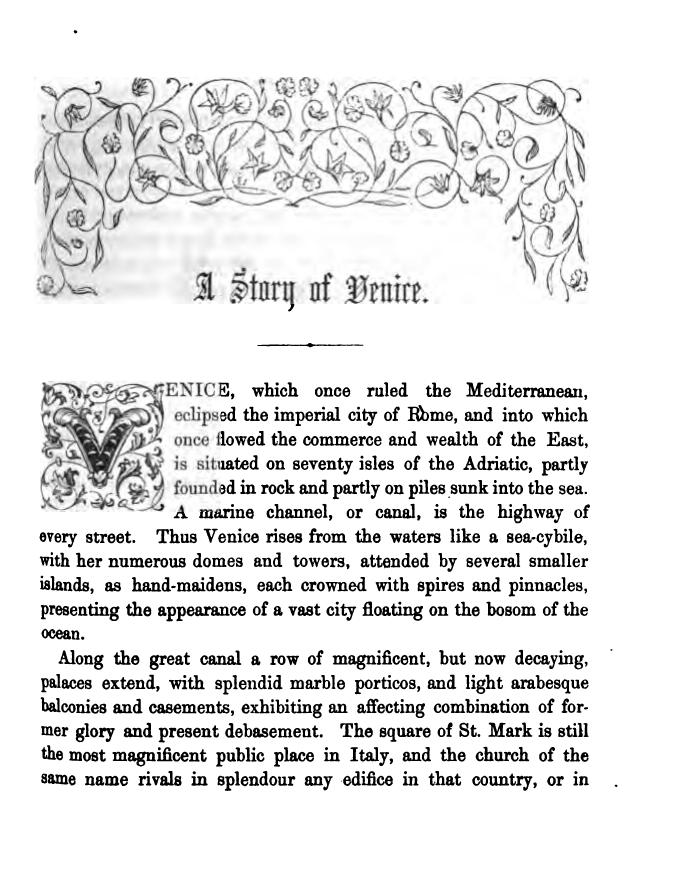 A Story of Venice.
VENICE, which once ruled the Mediterranean,
eclipsed the imperial city of Rome, and into which
once flowed the commerce and wealth of the East,
is situated on seventy isles of the Adriatic, partly
founded in rock and partly on piles sunk into the sea.
A marine channel, or canal, is the highway of
every street. Thus Venice rises from the waters like a sea-cybile,
with her numerous domes and towers, attended by several smaller
islands, as hand-maidens, each crowned with spires and pinnacles,
presenting the appearance of a vast city floating on the bosom of the
ocean.
Along the great canal a row of magnificent, but now decaying,
palaces extend, with splendid marble porticos, and light arabesque
balconies and casements, exhibiting an affecting combination of for-
mer glory and present debasement. The square of St. Mark is still
the most magnificent public place in Italy, and the church of the
same name rivals in splendour any edifice in that country, or in